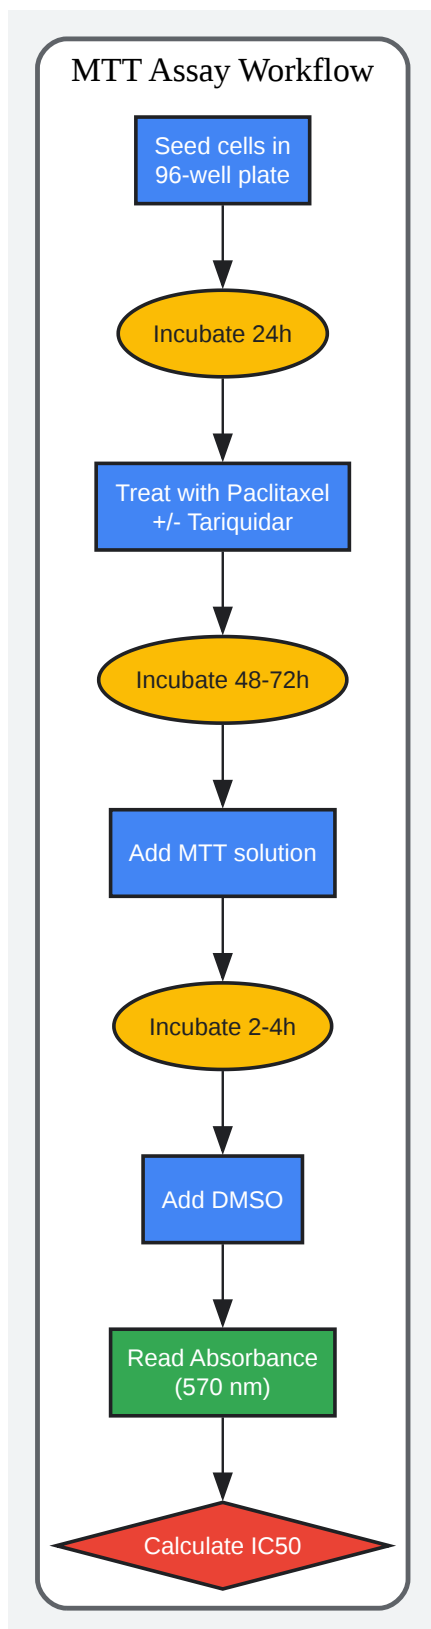 MTT Assay Workflow
Seed cells in
96-well plate
Incubate 24h
Treat with Paclitaxel
+/- Tariquidar
Incubate 48-72h
Add MTT solution
Incubate 2-4h
Add DMSO
Read Absorbance
(570 nm)
Calculate IC50